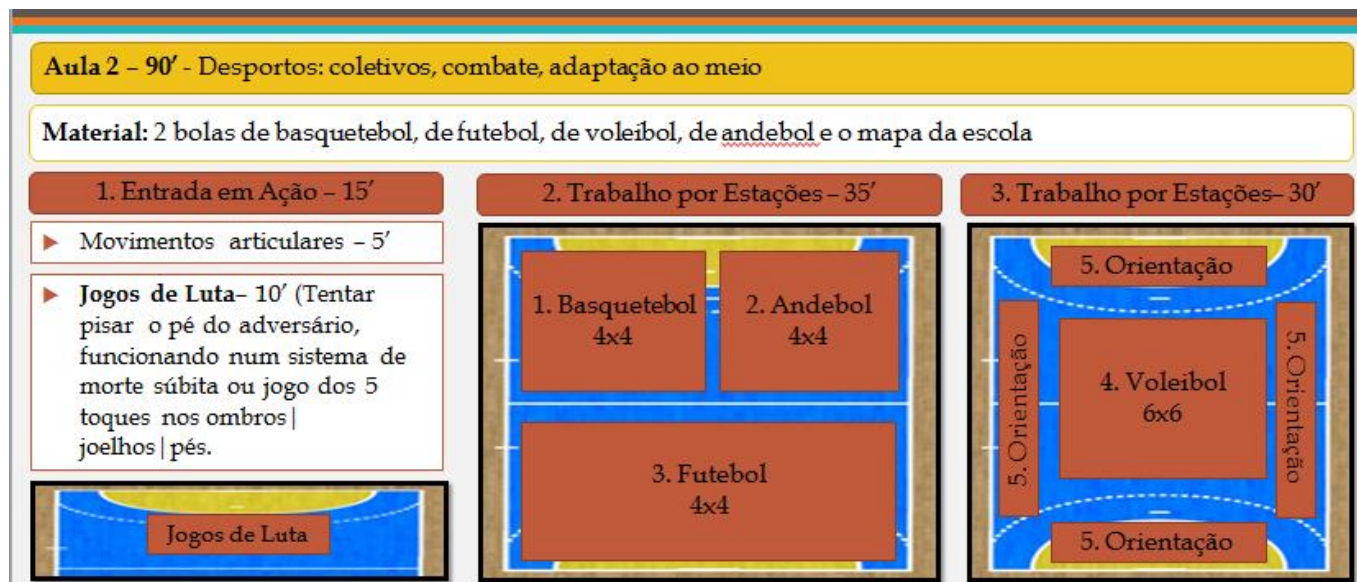 Aula 2 – 90’ - Desportos: coletivos, combate, adaptação ao meio
Material: 2 bolas de basquetebol, de futebol, de voleibol, de andebol e o mapa da escola
1. Entrada em Ação – 15’
Movimentos articulares – 5’
Jogos de Luta– 10’ (Tentar
pisar o pé do adversário,
funcionando num sistema de
morte súbita ou jogo dos 5
toques nos ombros|
joelhos|pés.
Jogos de Luta
2. Trabalho por Estações – 35’
1. Basquetebol
4x4
2. Andebol
4x4
3. Futebol
4x4
3. Trabalho por Estações– 30’
5. Orientação
5. Orientação
4. Voleibol
6x6
5. Orientação
5. Orientação